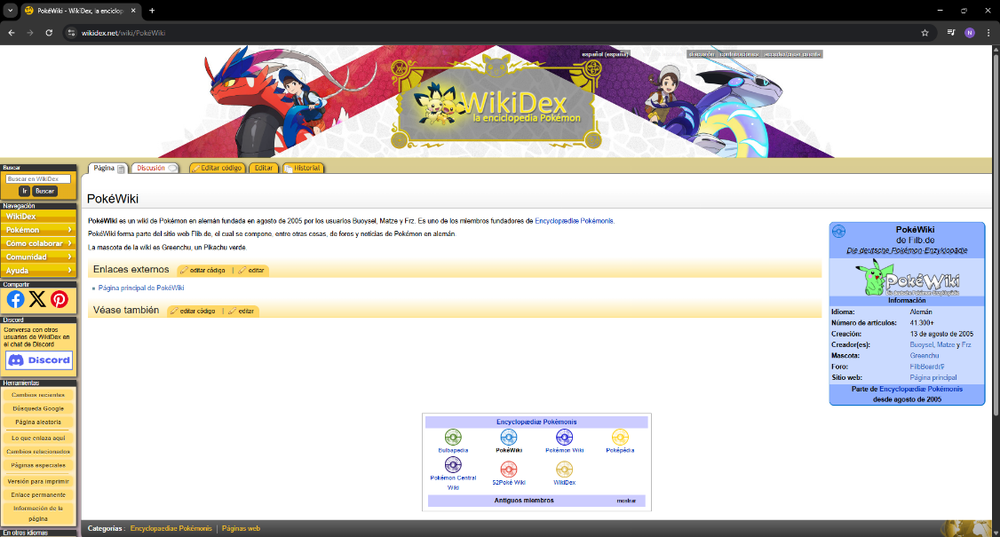 PokéWiki - WikiDex, la enciclop
wikidex.net/wiki/PokéWiki
N
español (españa)
discusión contribuciones acceder/crear cuenta
WikiDex
la enciclopedia Pokémon
Página Discusión Editar código Editar Historial
Buscar
Buscar en WikiDex
Ir Buscar
Navegación
WikiDex
Pokémon
Cómo colaborar
Comunidad
Ayuda
Compartir
Discord
Conversa con otros
usuarios de WikiDex en
el chat de Discord
Discord
Herramientas
Cambios recientes
Búsqueda Google
Página aleatoria
Lo que enlaza aquí
Cambios relacionados
Páginas especiales
Versión para imprimir
Enlace permanente
Información de la
página
En otros idiomas
PokéWiki
PokéWiki es un wiki de Pokémon en alemán fundada en agosto de 2005 por los usuarios Buoysel, Matze y Frz. Es uno de los miembros fundadores de Encyclopædiæ Pokémonis.
PokéWiki forma parte del sitio web Filb.de, el cual se compone, entre otras cosas, de foros y noticias de Pokémon en alemán.
La mascota de la wiki es Greenchu, un Pikachu verde.
Enlaces externos editar código | editar
Página principal de PokéWiki
Véase también editar código | editar
PokéWiki
de Filb.de
Die deutsche Pokémon-Enzyklopädie
PokéWiki
Die deutsche Pokémon-Enzyklopädie
Información
Idioma: Alemán
Número de artículos: 41.300+
Creación: 13 de agosto de 2005
Creador(es): Buoysel, Matze y Frz
Mascota: Greenchu
Foro: FilbBoard
Sitio web: Página principal
Parte de Encyclopædiæ Pokémonis
desde agosto de 2005
Encyclopædiæ Pokémonis
Bulbapedia PokéWiki Pokémon Wiki Poképédia
Pokémon Central
Wiki
52Poké Wiki WikiDex
Antiguos miembros mostrar
Categorías: Encyclopaediae Pokémonis | Páginas web